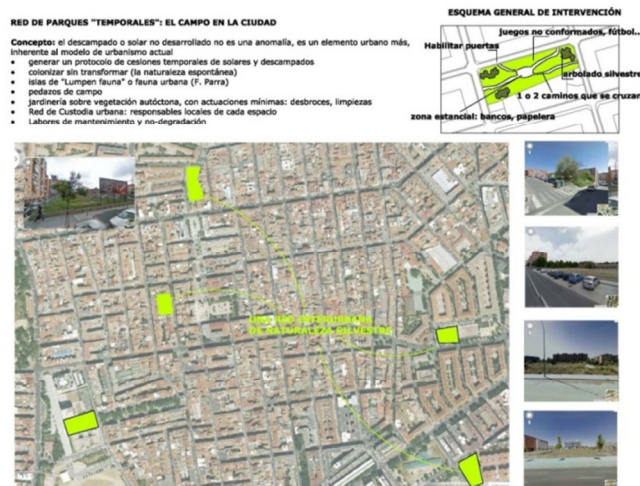 RED DE PARQUES "TEMPORALES": EL CAMPO EN LA CIUDAD
Concepto: el descampado o solar no desarrollado no es una anomalía, es un elemento urbano más,
inherente al modelo de urbanismo actual
• generar un protocolo de cesiones temporales de solares y descampados
• colonizar sin transformar (la naturaleza espontánea)
• islas de "Lumpen fauna" o fauna urbana (F. Parra)
• pedazos de campo
• jardinería sobre vegetación autóctona, con actuaciones mínimas: desbroces, limpiezas
• Red de Custodia urbana: responsables locales de cada espacio
• Labores de mantenimiento y no-degradación
ESQUEMA GENERAL DE INTERVENCIÓN
juegos no conformados, fútbol...
Habilitar puertas
arbolado silvestre
1 o 2 caminos que se cruzan
zona estancial: bancos, papelera
UNA RED INTERURBANA
DE NATURALEZA SILVESTRE